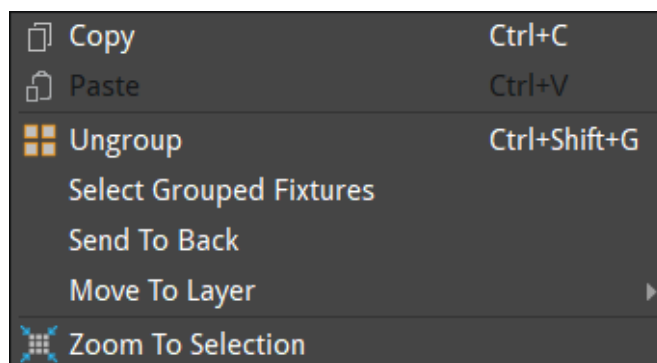 Copy Ctrl+C
Paste Ctrl+V
Ungroup Ctrl+Shift+G
Select Grouped Fixtures
Send To Back
Move To Layer
Zoom To Selection